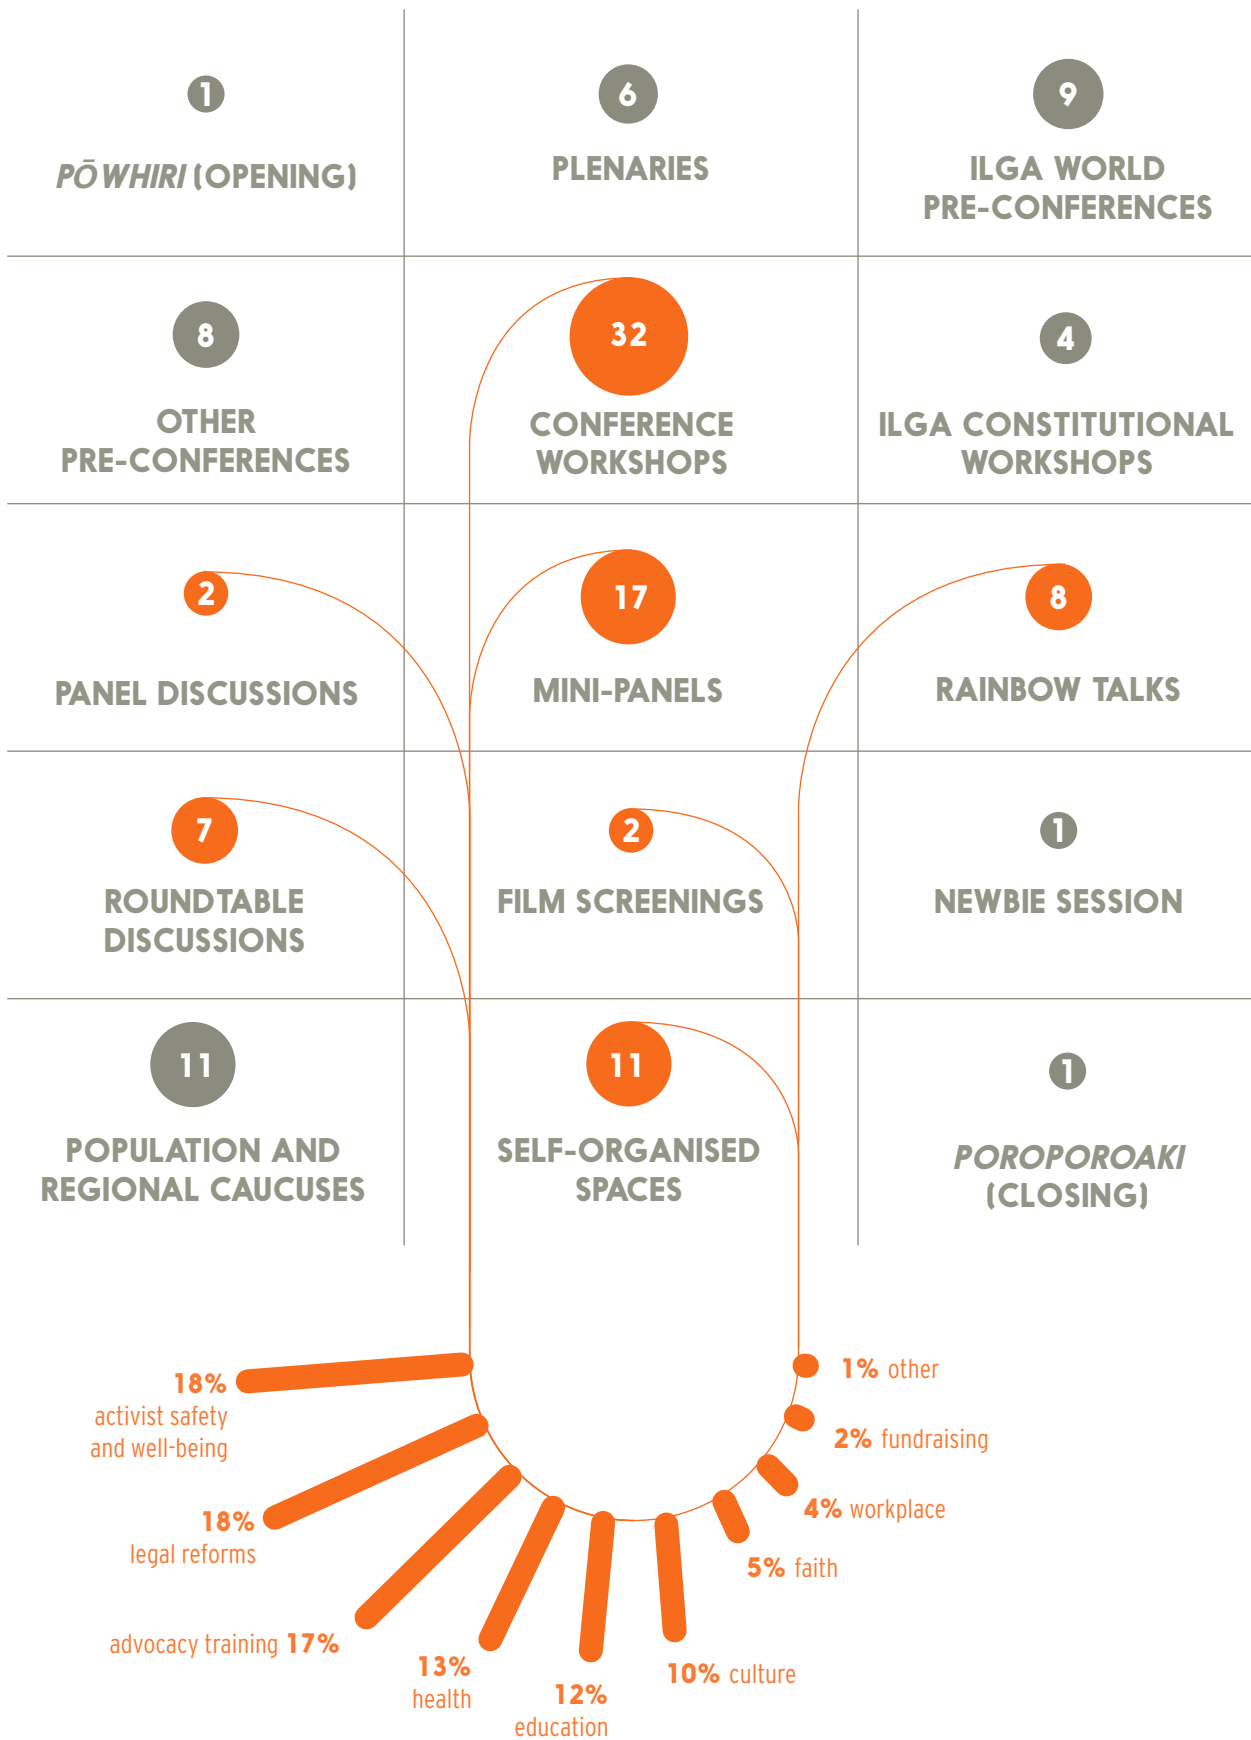 1
PŌWHIRI (OPENING)
6
PLENARIES
9
ILGA WORLD
PRE-CONFERENCES
8
OTHER
PRE-CONFERENCES
32
CONFERENCE
WORKSHOPS
4
ILGA CONSTITUTIONAL
WORKSHOPS
2
PANEL DISCUSSIONS
17
MINI-PANELS
8
RAINBOW TALKS
7
ROUNDTABLE
DISCUSSIONS
2
FILM SCREENINGS
1
NEWBIE SESSION
11
POPULATION AND
REGIONAL CAUCUSES
11
SELF-ORGANISED
SPACES
1
POROPOROAKI
(CLOSING)
18%
activist safety
and well-being
18%
legal reforms
advocacy training 17%
13%
health
12%
education
10% culture
5% faith
4% workplace
2% fundraising
1% other